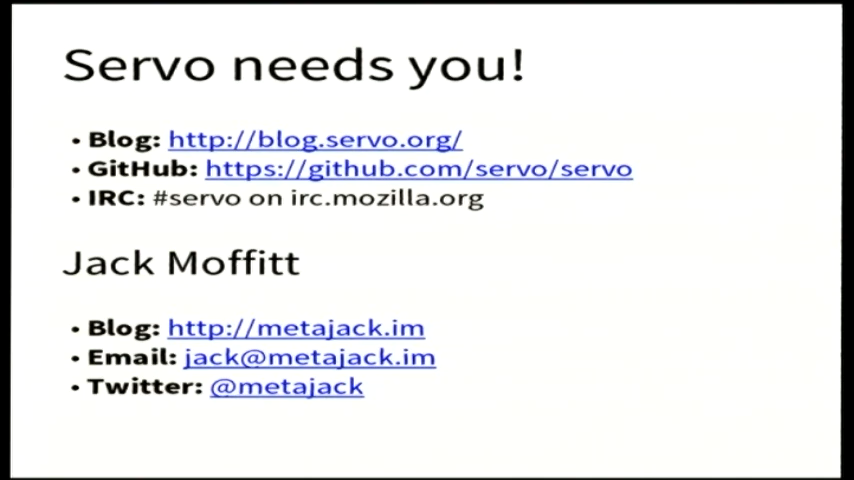 Servo needs you!
• Blog: http://blog.servo.org/
• GitHub: https://github.com/servo/servo
• IRC: #servo on irc.mozilla.org
Jack Moffitt
• Blog: http://metajack.im
• Email: jack@metajack.im
• Twitter: @metajack